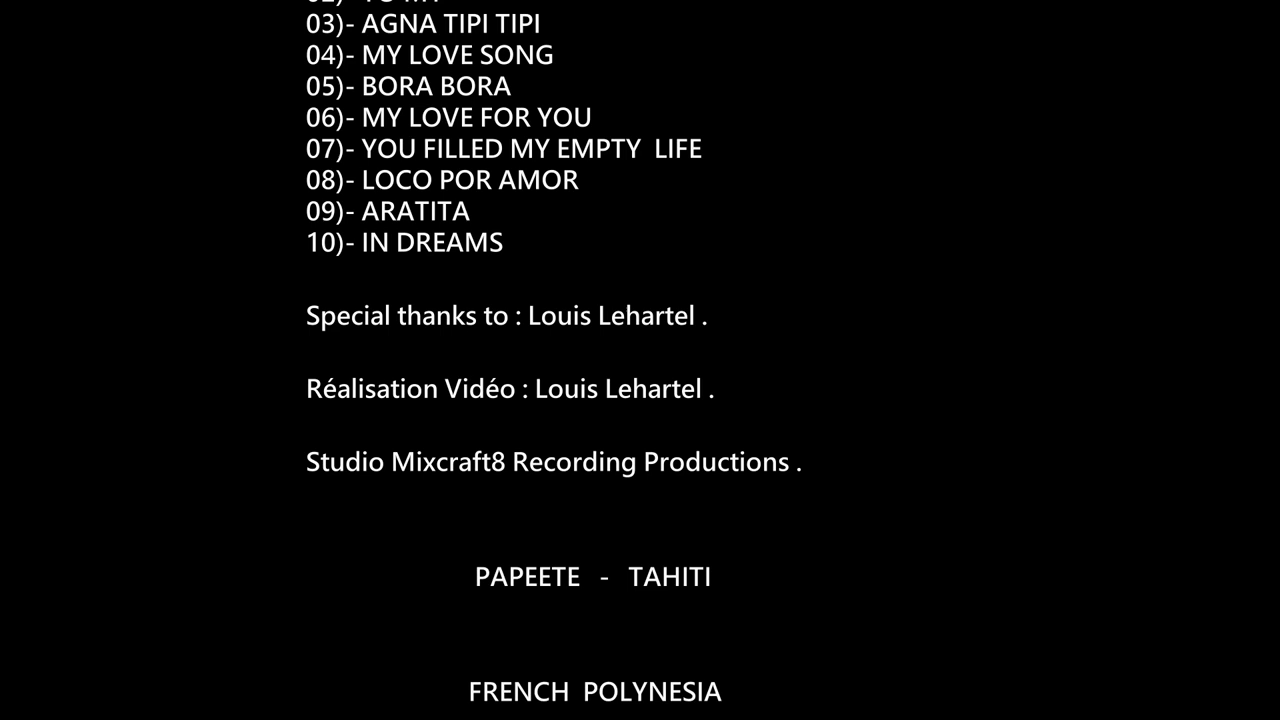 03)- AGNA TIPI TIPI
04)- MY LOVE SONG
05)- BORA BORA
06)- MY LOVE FOR YOU
07)- YOU FILLED MY EMPTY  LIFE
08)- LOCO POR AMOR
09)- ARATITA
10)- IN DREAMS
Special thanks to : Louis Lehartel .
Réalisation Vidéo : Louis Lehartel .
Studio Mixcraft8 Recording Productions .
PAPEETE - TAHITI
FRENCH POLYNESIA